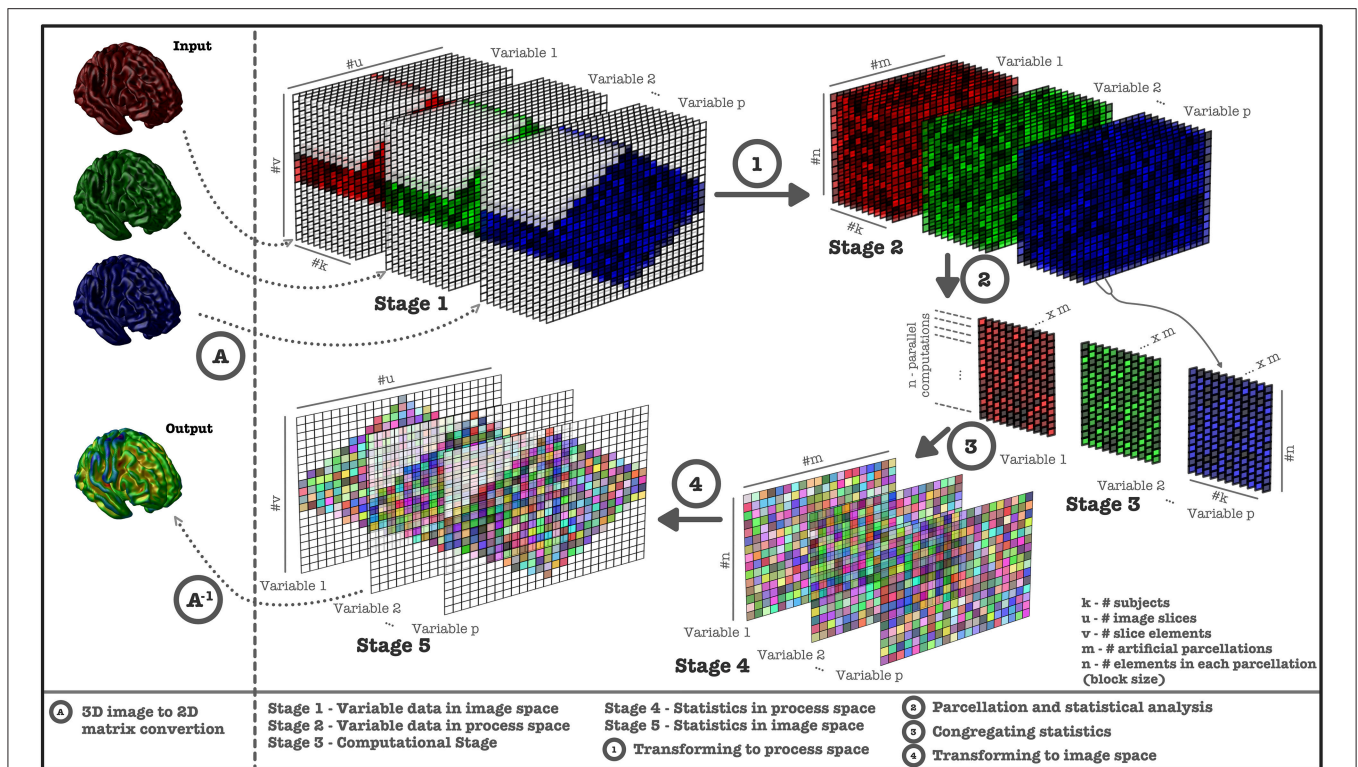 Input
A
Output
A-1
#u
#v
#k
Variable 1
Variable 2
...
Variable p
Stage 1
1
#m
#n
#k
Variable 1
Variable 2
...
Variable p
Stage 2
2
n - parallel
computations
...
... x m
... x m
... x m
#n
#k
Variable 1
Variable 2
...
Variable p
Stage 3
3
#m
#n
Variable 1
Variable 2
...
Variable p
Stage 4
4
#u
#v
Variable 1
Variable 2
...
Variable p
Stage 5
k - # subjects
u - # image slices
v - # slice elements
m - # artificial parcellations
n - # elements in each parcellation
(block size)
A 3D image to 2D
matrix convertion
Stage 1 - Variable data in image space
Stage 2 - Variable data in process space
Stage 3 - Computational Stage
Stage 4 - Statistics in process space
Stage 5 - Statistics in image space
1 Transforming to process space
2 Parcellation and statistical analysis
3 Congregating statistics
4 Transforming to image space